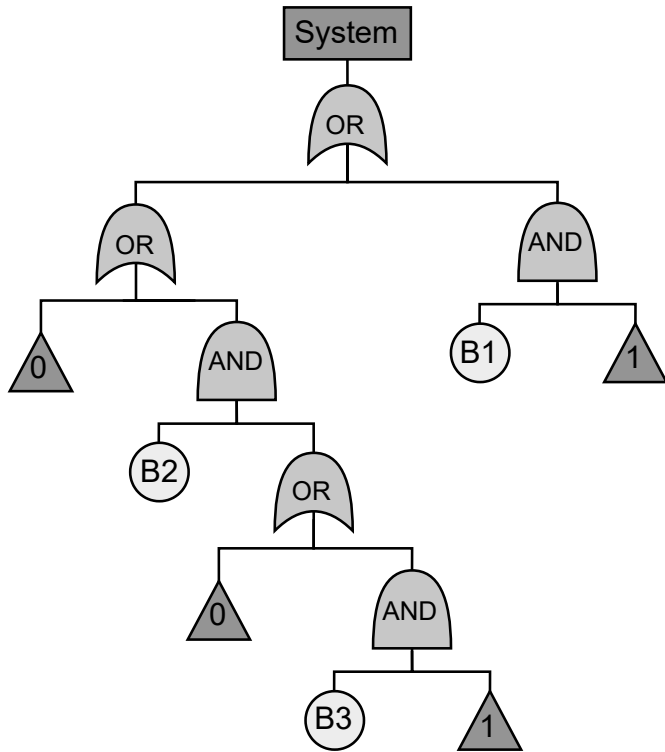 System
OR
OR
AND
0
AND
B1
1
B2
OR
0
AND
B3
1